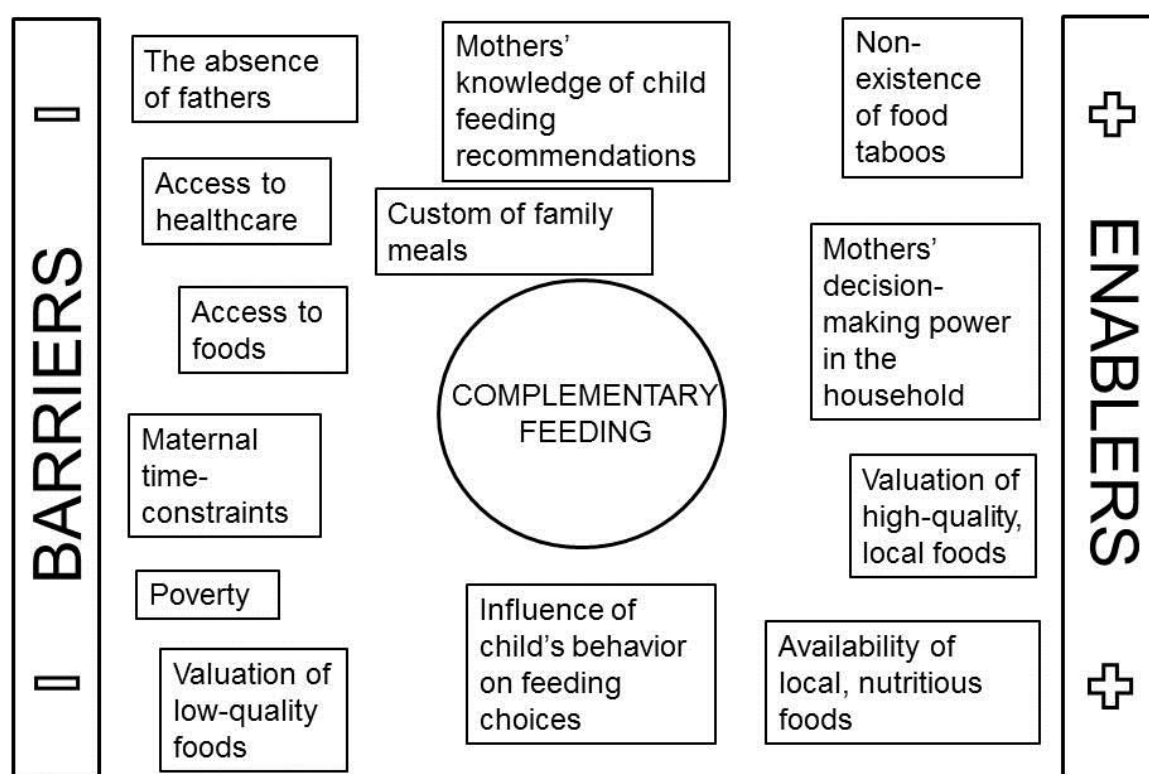 BARRIERS
The absence
of fathers
Access to
healthcare
Access to
foods
Maternal
time-
constraints
Poverty
Valuation of
low-quality
foods
Mothers’
knowledge of child
feeding
recommendations
Custom of family
meals
COMPLEMENTARY
FEEDING
Influence of
child’s behavior
on feeding
choices
Non-
existence
of food
taboos
Mothers’
decision-
making power
in the
household
Valuation of
high-quality,
local foods
Availability of
local, nutritious
foods
ENABLERS